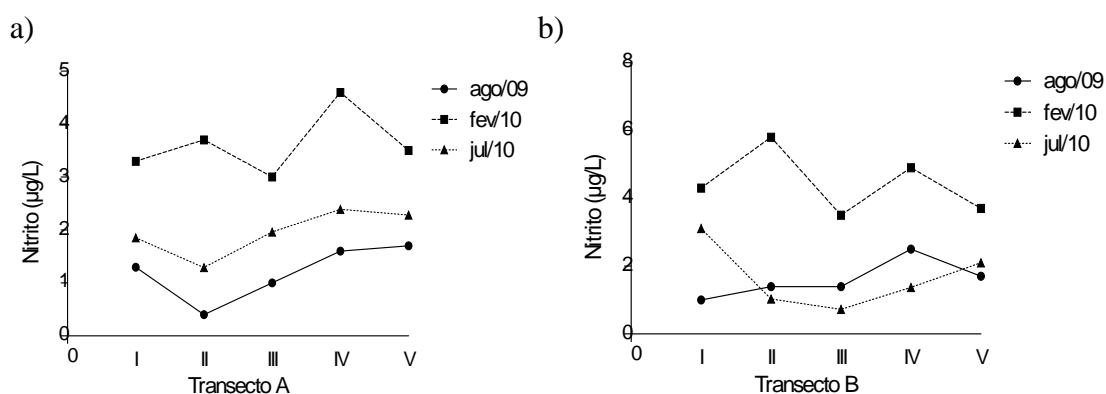 a)
5
4
3
2
1
0
Nitrito (µg/L)
0
I
II
III
IV
V
Transecto A
ago/09
fev/10
jul/10
b)
8
6
4
2
0
Nitrito (µg/L)
0
I
II
III
IV
V
Transecto B
ago/09
fev/10
jul/10